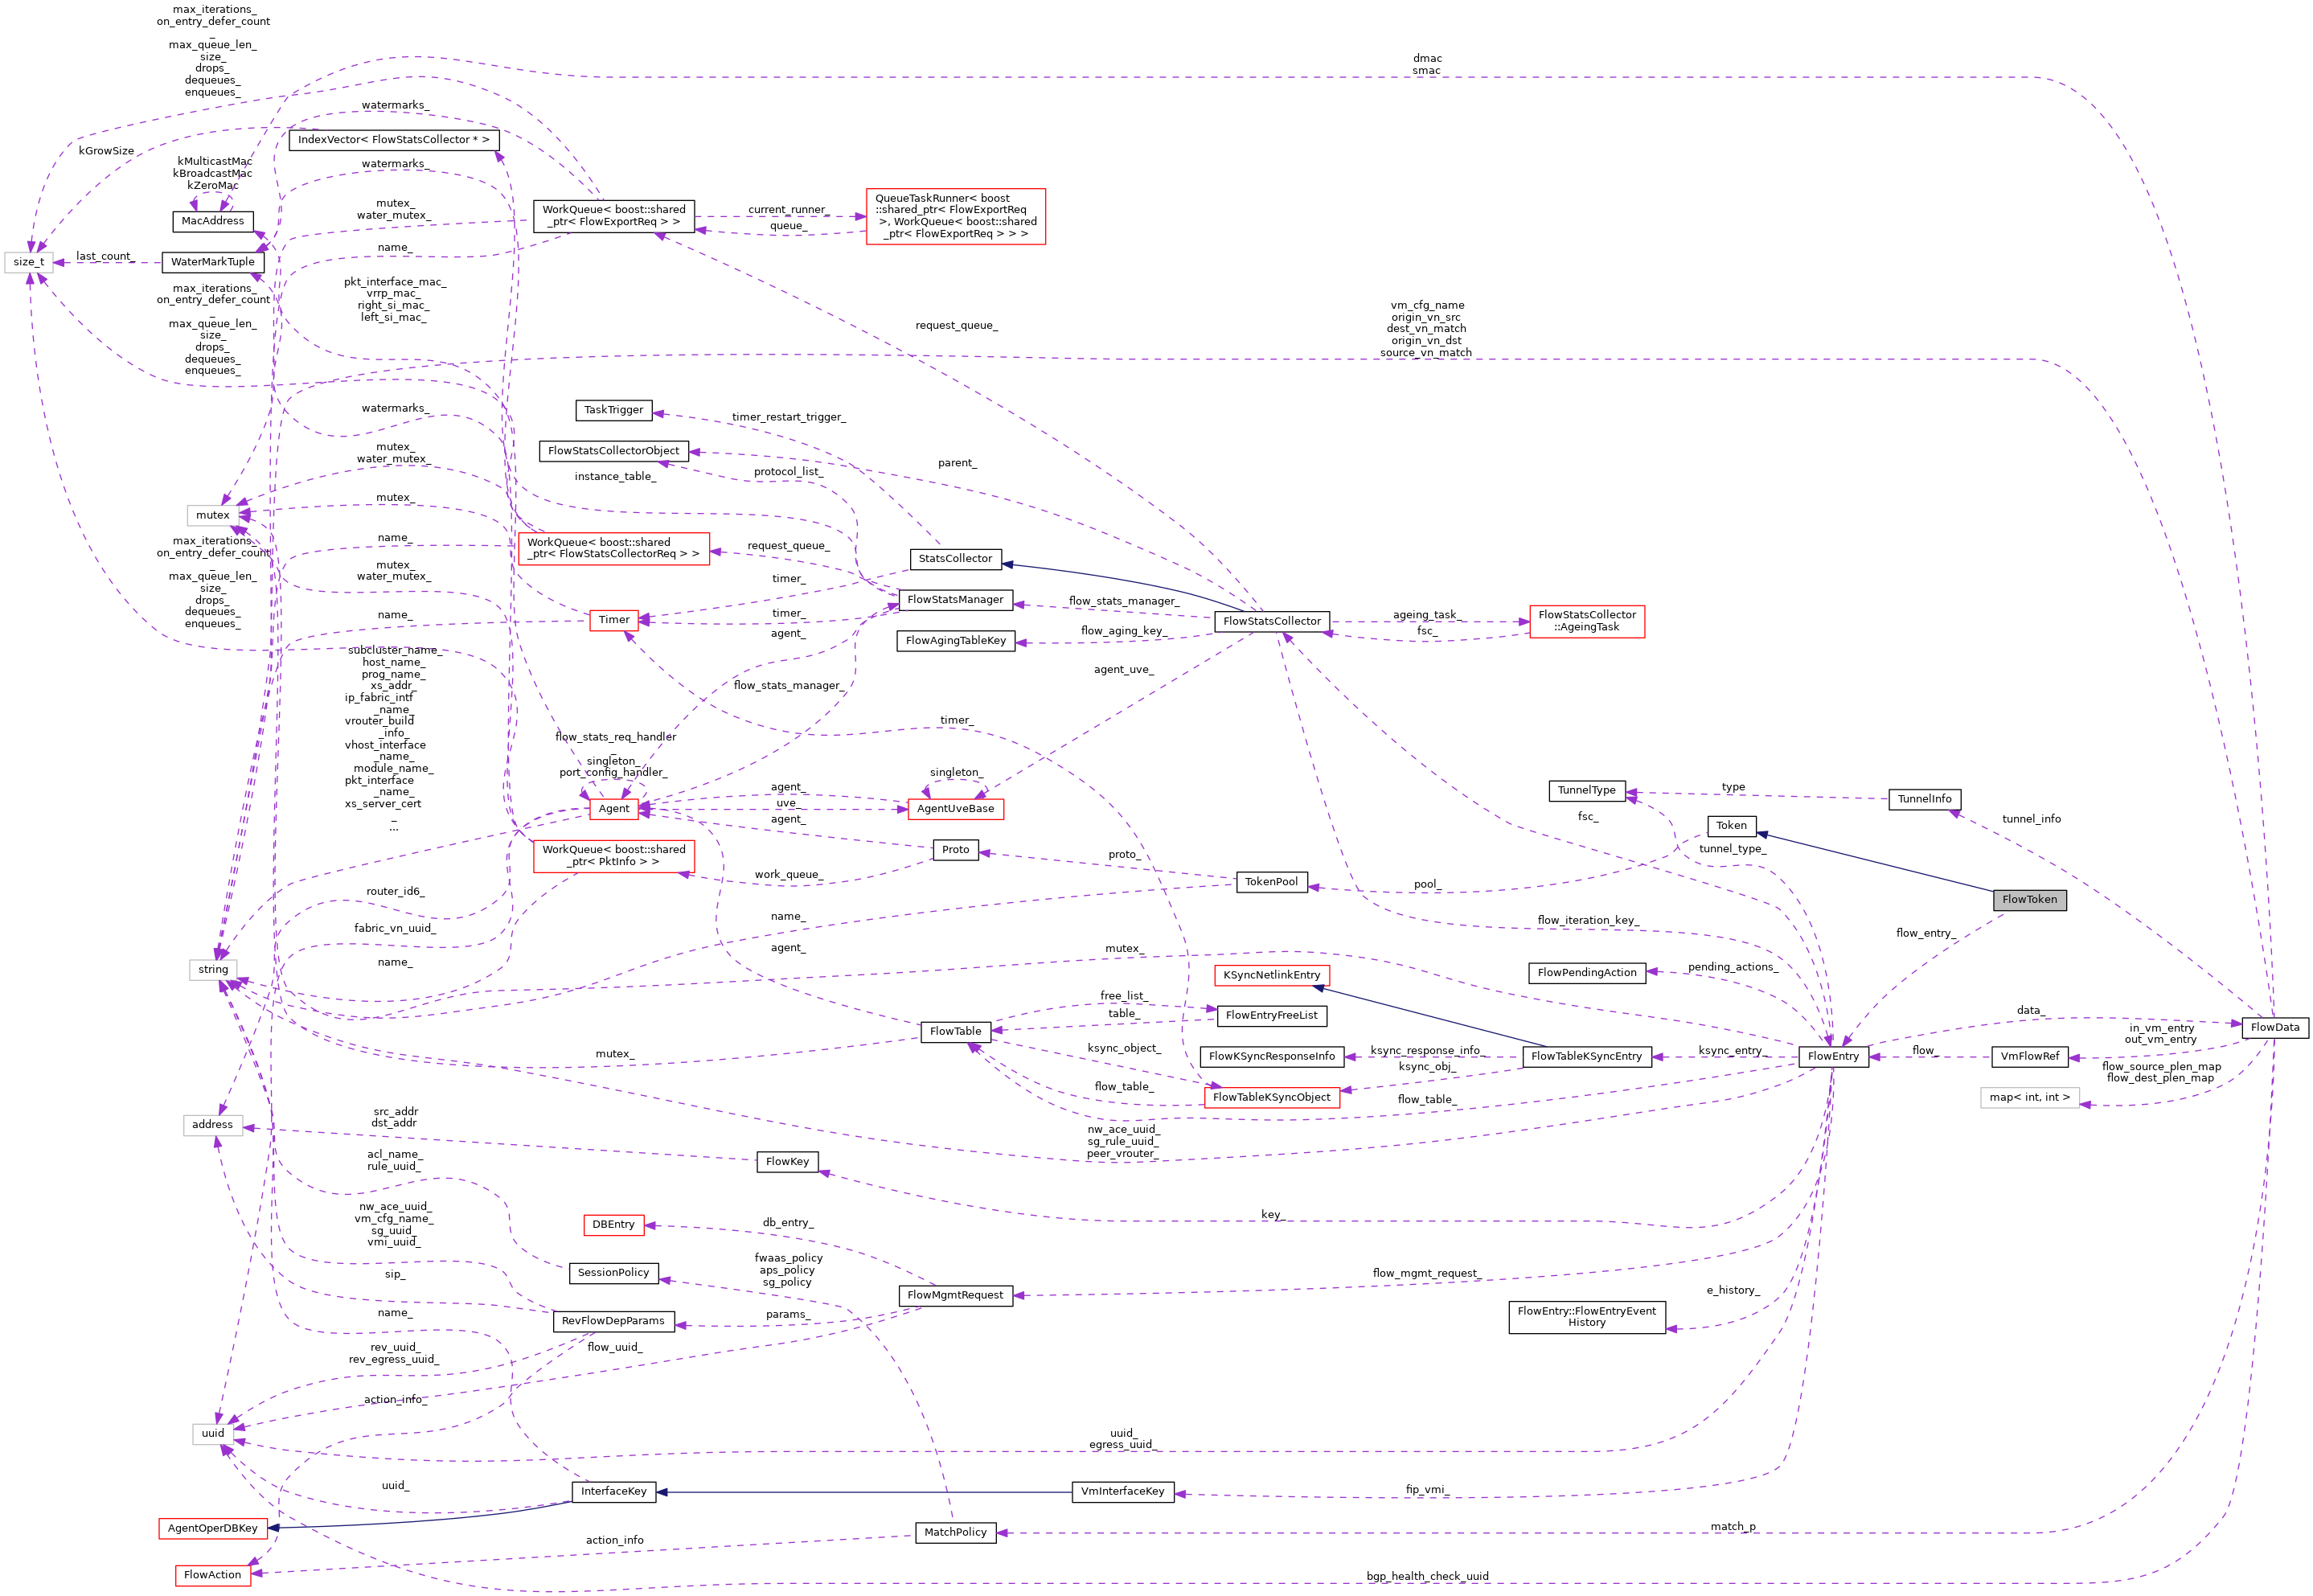 max_iterations_
on_entry_defer_count
_
max_queue_len_
size_
drops_
dequeues_
enqueues_
dmac
smac
watermarks_
IndexVector< FlowStatsCollector * >
kGrowSize
kMulticastMac
kBroadcastMac
kZeroMac
watermarks_
MacAddress
mutex_
water_mutex_
WorkQueue< boost::shared
_ptr< FlowExportReq > >
current_runner_
queue_
QueueTaskRunner< boost
::shared_ptr< FlowExportReq
>, WorkQueue< boost::shared
_ptr< FlowExportReq > > >
size_t
last_count_
WaterMarkTuple
name_
max_iterations_
on_entry_defer_count
_
max_queue_len_
size_
drops_
dequeues_
enqueues_
pkt_interface_mac_
vrrp_mac_
right_si_mac_
left_si_mac_
request_queue_
vm_cfg_name
origin_vn_src
dest_vn_match
origin_vn_dst
source_vn_match
watermarks_
TaskTrigger
timer_restart_trigger_
mutex_
water_mutex_
FlowStatsCollectorObject
instance_table_
protocol_list_
parent_
mutex_
mutex
name_
WorkQueue< boost::shared
_ptr< FlowStatsCollectorReq > >
request_queue_
StatsCollector
max_iterations_
on_entry_defer_count
_
max_queue_len_
size_
drops_
dequeues_
enqueues_
mutex_
water_mutex_
timer_
FlowStatsManager
flow_stats_manager_
FlowStatsCollector
ageing_task_
fsc_
FlowStatsCollector
::AgeingTask
name_
Timer
timer_
agent_
FlowAgingTableKey
flow_aging_key_
agent_uve_
flow_stats_manager_
timer_
subcluster_name_
host_name_
prog_name_
xs_addr_
ip_fabric_intf
_name_
vrouter_build
_info_
vhost_interface
_name_
module_name_
pkt_interface
_name_
xs_server_cert
_
...
flow_stats_req_handler
_
singleton_
port_config_handler_
Agent
agent_
uve_
agent_
singleton_
AgentUveBase
TunnelType
type
TunnelInfo
tunnel_info
fsc_
Token
tunnel_type_
WorkQueue< boost::shared
_ptr< PktInfo > >
Proto
proto_
work_queue_
TokenPool
pool_
FlowToken
router_id6_
fabric_vn_uuid_
name_
name_
agent_
mutex_
flow_iteration_key_
flow_entry_
string
KSyncNetlinkEntry
FlowPendingAction
pending_actions_
FlowTable
free_list_
table_
FlowEntryFreeList
data_
FlowData
mutex_
ksync_object_
FlowKSyncResponseInfo
ksync_response_info_
ksync_obj_
FlowTableKSyncEntry
ksync_entry_
FlowEntry
flow_
VmFlowRef
in_vm_entry
out_vm_entry
flow_source_plen_map
flow_dest_plen_map
map< int, int >
flow_table_
FlowTableKSyncObject
flow_table_
src_addr
dst_addr
address
nw_ace_uuid_
sg_rule_uuid_
peer_vrouter_
acl_name_
rule_uuid_
FlowKey
key_
nw_ace_uuid_
vm_cfg_name_
sg_uuid_
vmi_uuid_
DBEntry
db_entry_
sip_
SessionPolicy
fwaas_policy
aps_policy
sg_policy
FlowMgmtRequest
flow_mgmt_request_
e_history_
name_
RevFlowDepParams
params_
FlowEntry::FlowEntryEvent
History
rev_uuid_
rev_egress_uuid_
flow_uuid_
action_info_
uuid
uuid_
egress_uuid_
uuid_
InterfaceKey
VmInterfaceKey
fip_vmi_
AgentOperDBKey
MatchPolicy
match_p
action_info
FlowAction
bgp_health_check_uuid